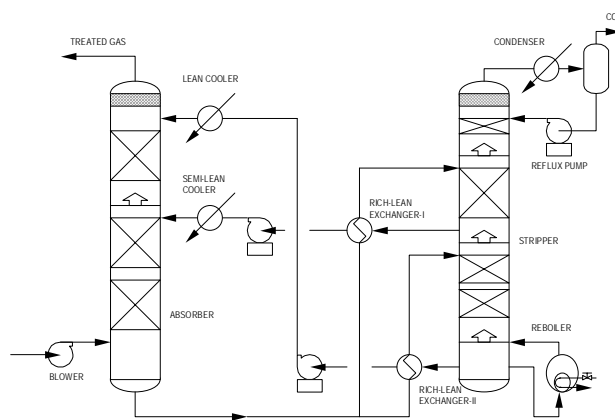 CO
TREATED GAS
CONDENSER
LEAN COOLER
REFLUX PUMP
SEMI-LEAN
COOLER
RICH-LEAN
EXCHANGER-I
STRIPPER
ABSORBER
REBOILER
BLOWER
RICH-LEAN
EXCHANGER-II